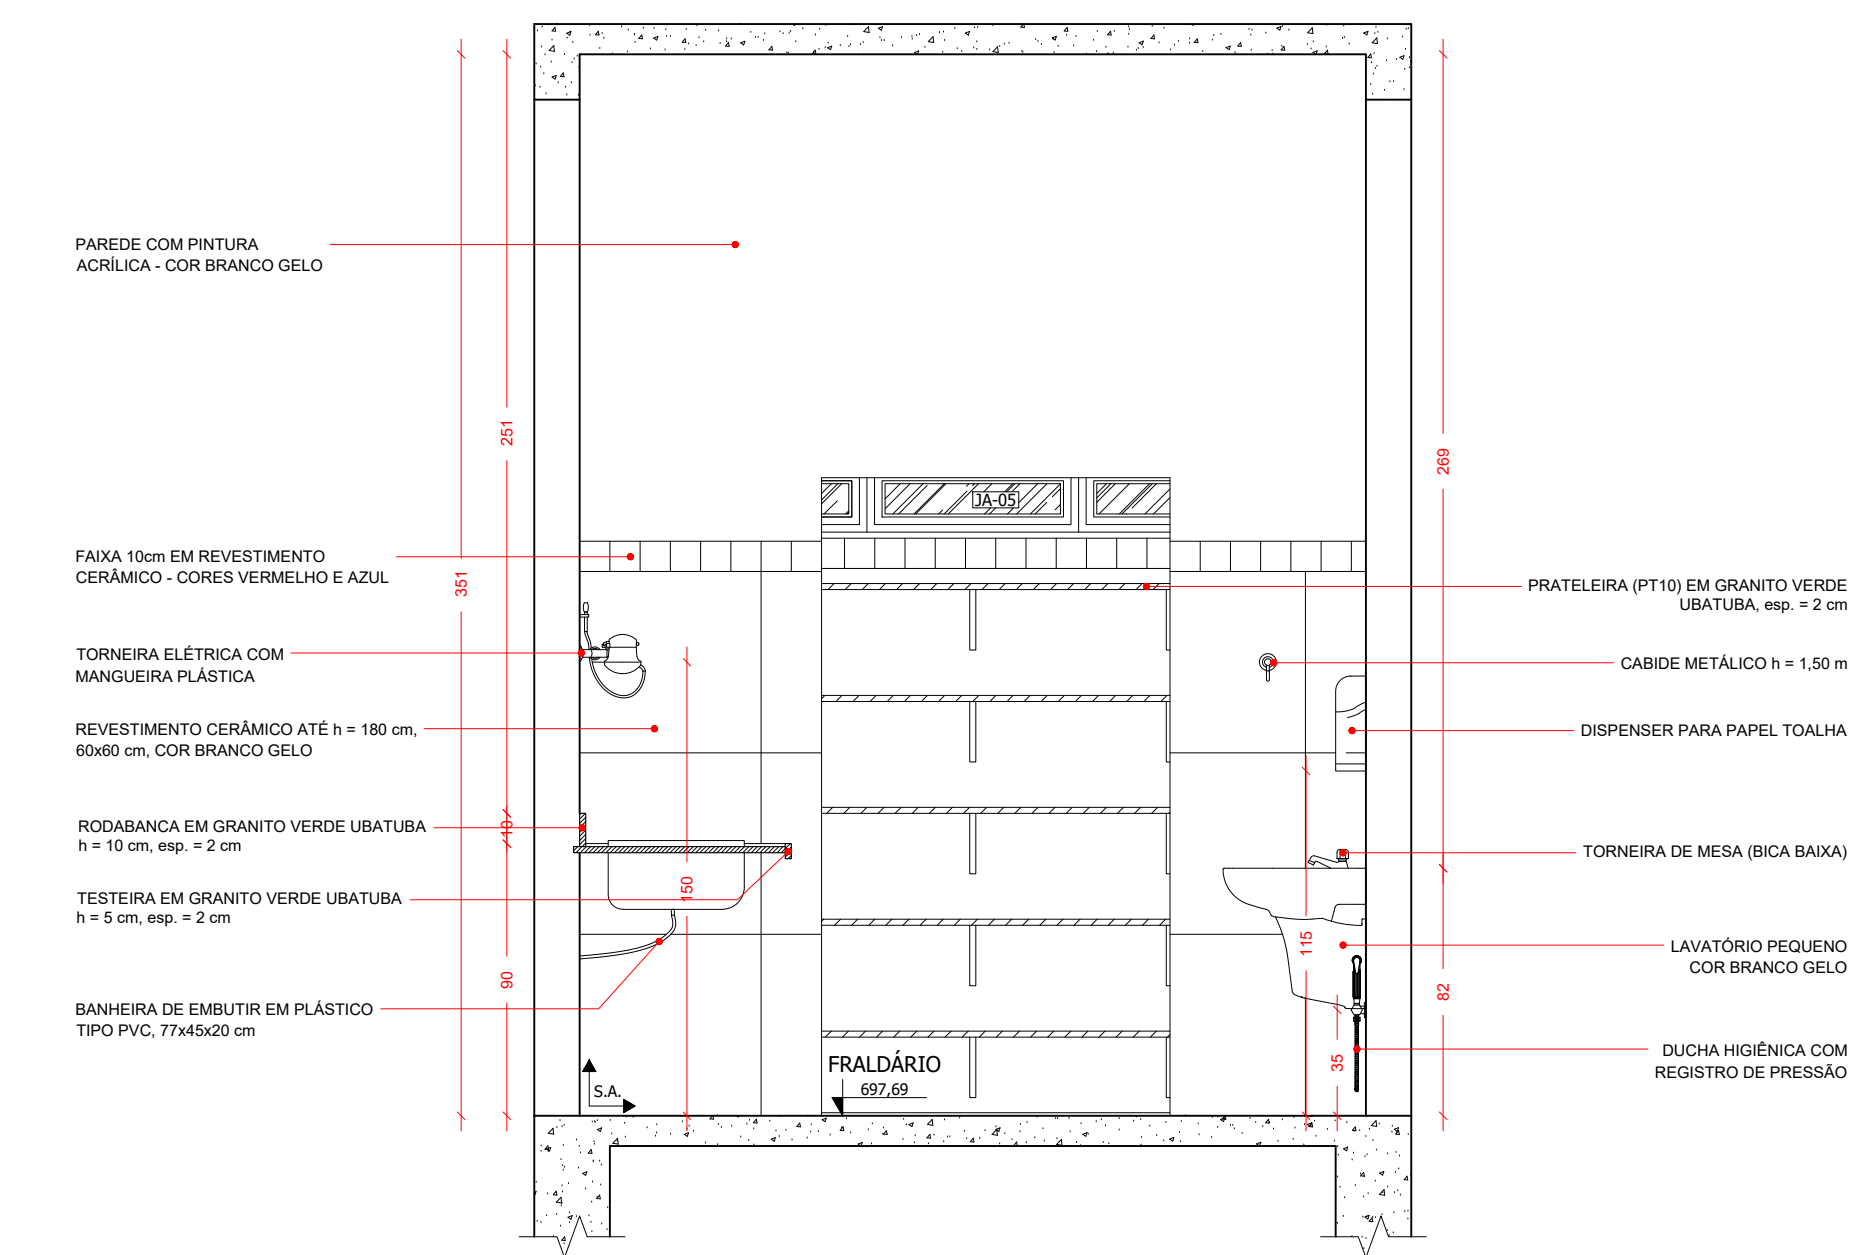 PAREDE COM PINTURA
ACRÍLICA - COR BRANCO GELO
FAIXA 10cm EM REVESTIMENTO
CERÂMICO - CORES VERMELHO E AZUL
TORNEIRA ELÉTRICA COM
MANGUEIRA PLÁSTICA
REVESTIMENTO CERÂMICO ATÉ h = 180 cm,
60x60 cm, COR BRANCO GELO
RODABANCA EM GRANITO VERDE UBATUBA
h = 10 cm, esp. = 2 cm
TESTEIRA EM GRANITO VERDE UBATUBA
h = 5 cm, esp. = 2 cm
BANHEIRA DE EMBUTIR EM PLÁSTICO
TIPO PVC, 77x45x20 cm
351
251
10
90
150
S.A.
JA-05
FRALDÁRIO
697,69
115
35
269
82
PRATELEIRA (PT10) EM GRANITO VERDE
UBATUBA, esp. = 2 cm
CABIDE METÁLICO h = 1,50 m
DISPENSER PARA PAPEL TOALHA
TORNEIRA DE MESA (BICA BAIXA)
LAVATÓRIO PEQUENO
COR BRANCO GELO
DUCHA HIGIÊNICA COM
REGISTRO DE PRESSÃO